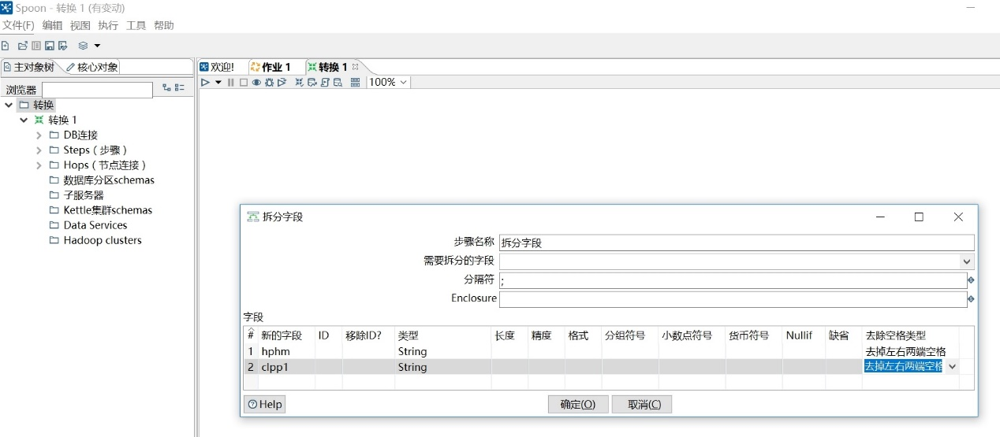 Spoon - 转换 1 (有变动)
文件(F) 编辑 视图 执行 工具 帮助
主对象树 核心对象 欢迎! 作业 1 转换 1
浏览器 100%
转换
转换 1
DB连接
Steps ( 步骤 )
Hops ( 节点连接 )
数据库分区schemas
子服务器
Kettle集群schemas
Data Services
Hadoop clusters
拆分字段
步骤名称 拆分字段
需要拆分的字段
分隔符 ;
Enclosure
字段
# 新的字段 ID 移除ID? 类型 长度 精度 格式 分组符号 小数点符号 货币符号 Nullif 缺省 去除空格类型
1 hphm String 去掉左右两端空格
2 clpp1 String 去掉左右两端空格
Help 确定(O) 取消(C)